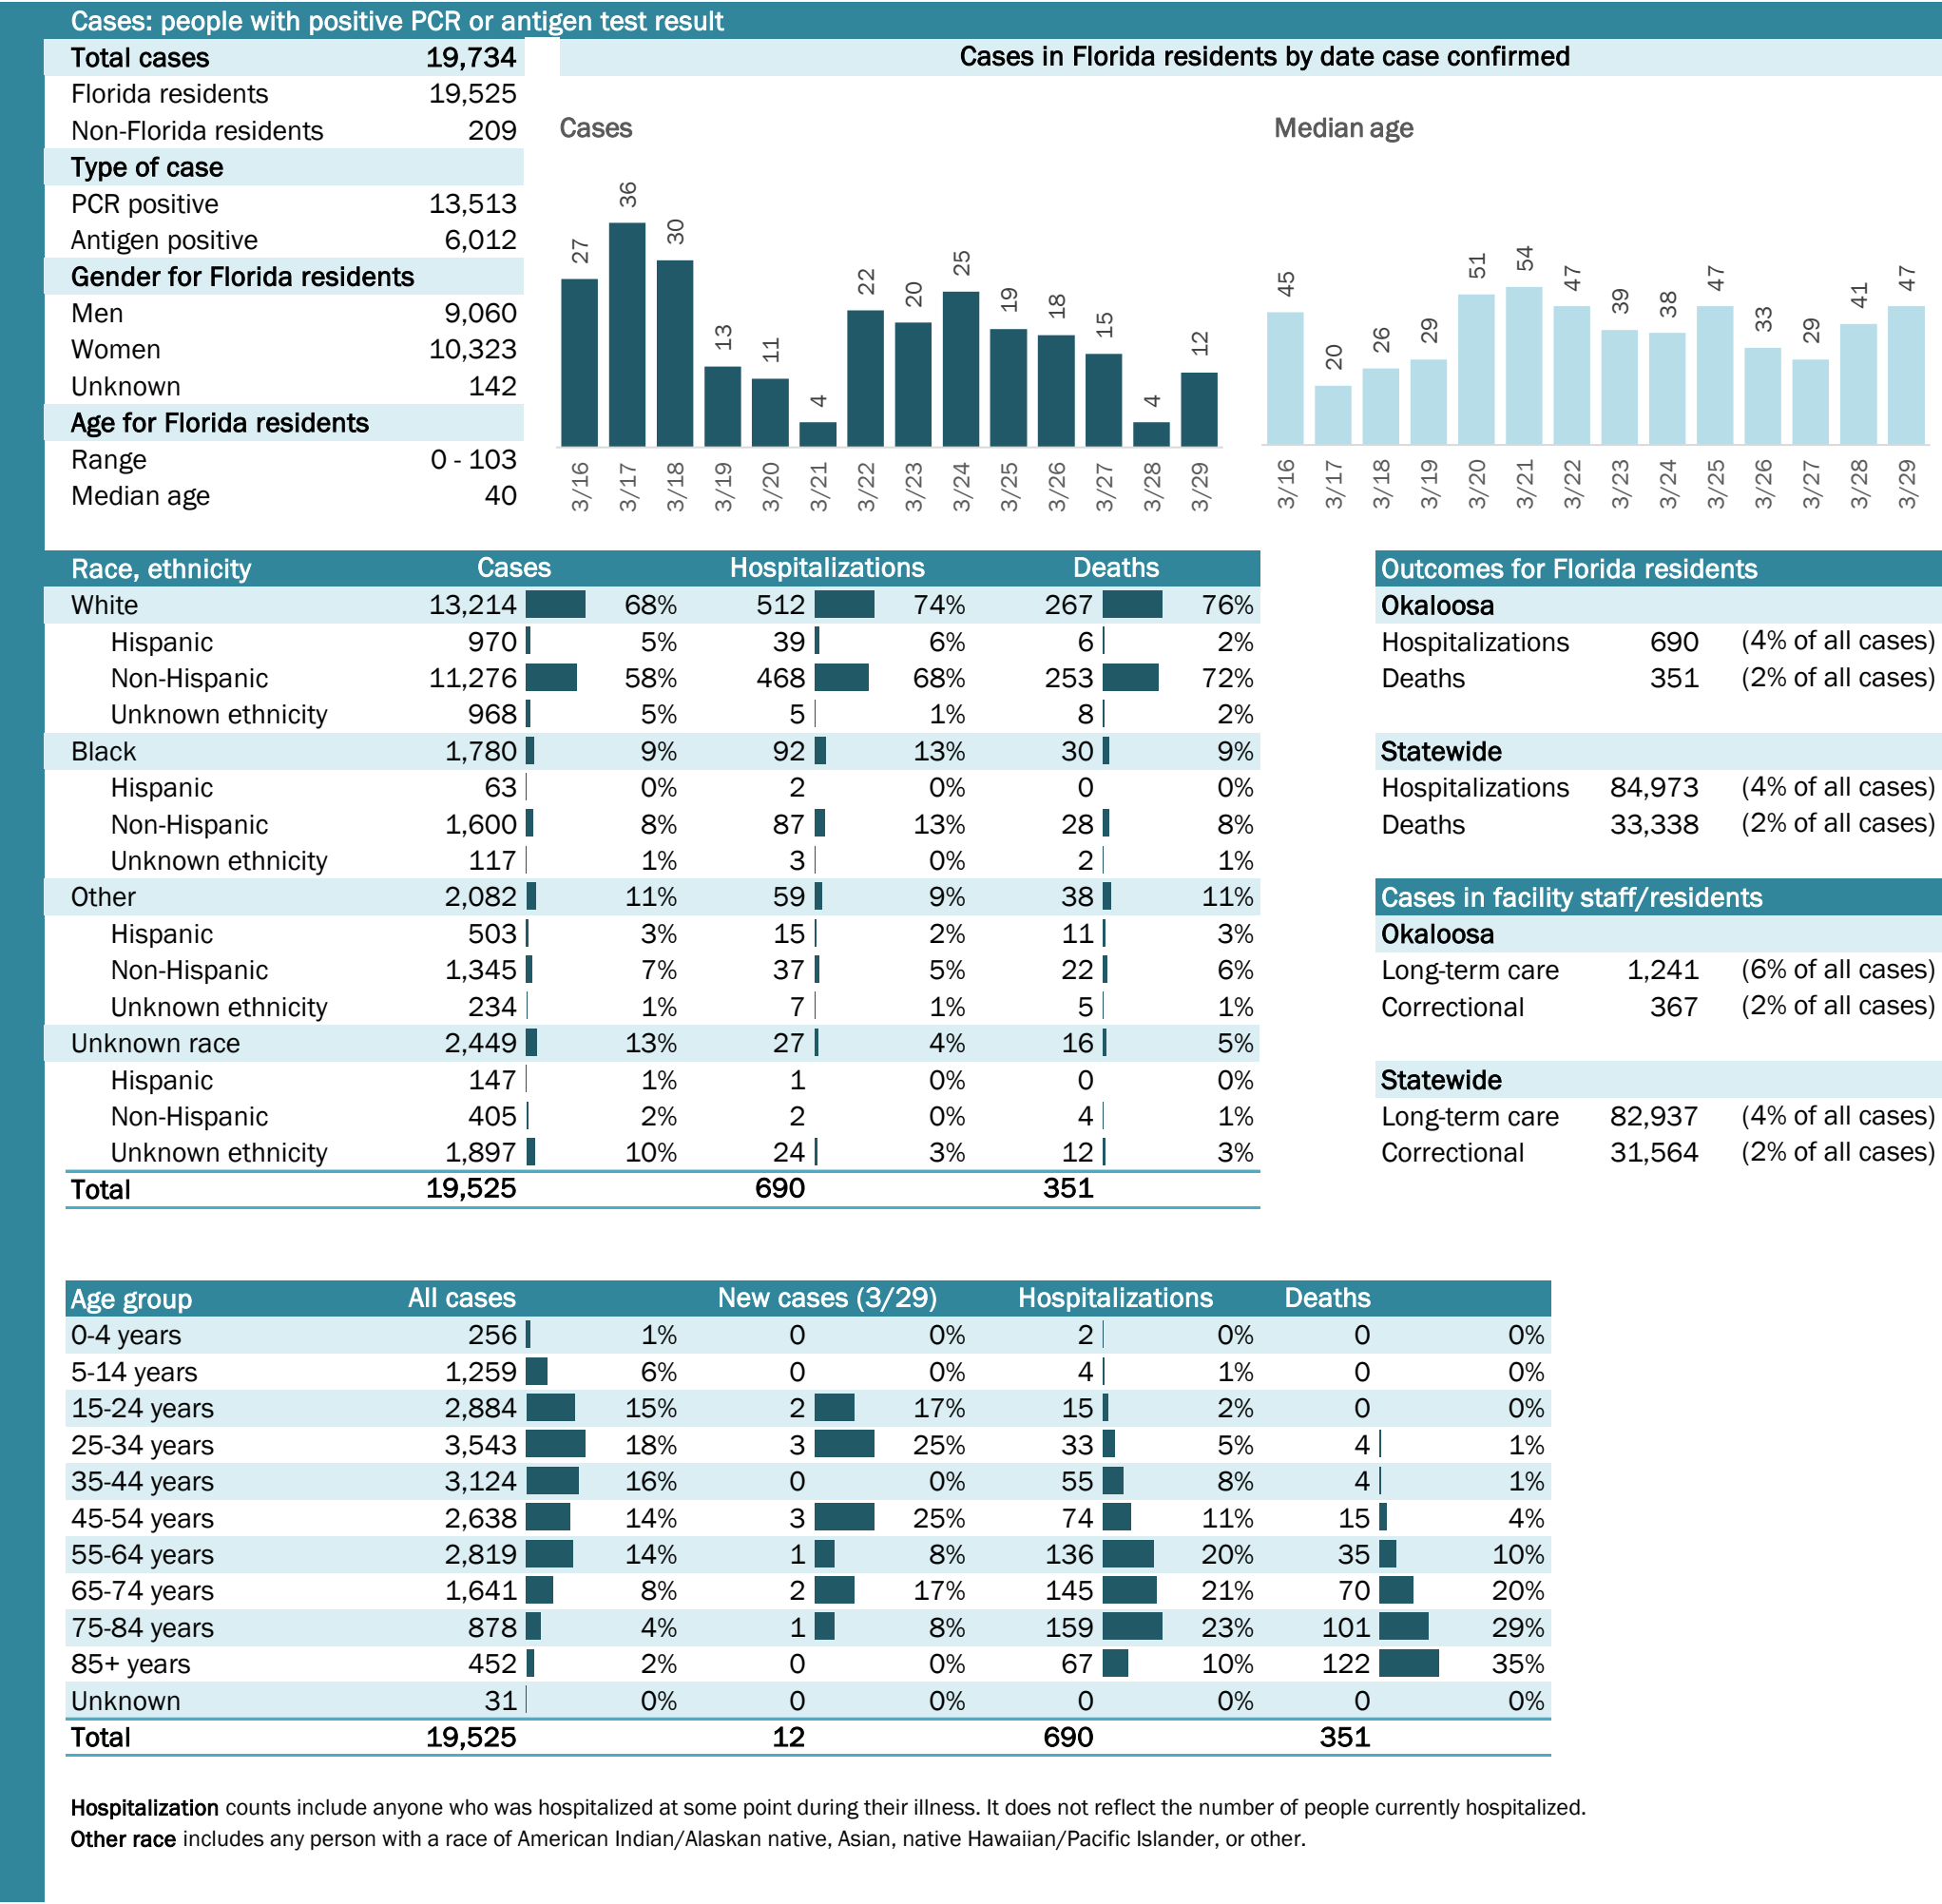 Cases: people with positive PCR or antigen test result
Total cases 19,734
Florida residents 19,525
Non-Florida residents 209
Type of case
PCR positive 13,513
Antigen positive 6,012
Gender for Florida residents
Men 9,060
Women 10,323
Unknown 142
Age for Florida residents
Range 0 - 103
Median age 40
Cases in Florida residents by date case confirmed
Cases
27 36 30 13 11 4 22 20 25 19 18 15 4 12
3/16 3/17 3/18 3/19 3/20 3/21 3/22 3/23 3/24 3/25 3/26 3/27 3/28 3/29
Median age
45 20 26 29 51 54 47 39 38 47 33 29 41 47
3/16 3/17 3/18 3/19 3/20 3/21 3/22 3/23 3/24 3/25 3/26 3/27 3/28 3/29
Race, ethnicity Cases Hospitalizations Deaths
White 13,214 68% 512 74% 267 76%
Hispanic 970 5% 39 6% 6 2%
Non-Hispanic 11,276 58% 468 68% 253 72%
Unknown ethnicity 968 5% 5 1% 8 2%
Black 1,780 9% 92 13% 30 9%
Hispanic 63 0% 2 0% 0 0%
Non-Hispanic 1,600 8% 87 13% 28 8%
Unknown ethnicity 117 1% 3 0% 2 1%
Other 2,082 11% 59 9% 38 11%
Hispanic 503 3% 15 2% 11 3%
Non-Hispanic 1,345 7% 37 5% 22 6%
Unknown ethnicity 234 1% 7 1% 5 1%
Unknown race 2,449 13% 27 4% 16 5%
Hispanic 147 1% 1 0% 0 0%
Non-Hispanic 405 2% 2 0% 4 1%
Unknown ethnicity 1,897 10% 24 3% 12 3%
Total 19,525 690 351
Outcomes for Florida residents
Okaloosa
Hospitalizations 690 (4% of all cases)
Deaths 351 (2% of all cases)
Statewide
Hospitalizations 84,973 (4% of all cases)
Deaths 33,338 (2% of all cases)
Cases in facility staff/residents
Okaloosa
Long-term care 1,241 (6% of all cases)
Correctional 367 (2% of all cases)
Statewide
Long-term care 82,937 (4% of all cases)
Correctional 31,564 (2% of all cases)
Age group All cases New cases (3/29) Hospitalizations Deaths
0-4 years 256 1% 0 0% 2 0% 0 0%
5-14 years 1,259 6% 0 0% 4 1% 0 0%
15-24 years 2,884 15% 2 17% 15 2% 0 0%
25-34 years 3,543 18% 3 25% 33 5% 4 1%
35-44 years 3,124 16% 0 0% 55 8% 4 1%
45-54 years 2,638 14% 3 25% 74 11% 15 4%
55-64 years 2,819 14% 1 8% 136 20% 35 10%
65-74 years 1,641 8% 2 17% 145 21% 70 20%
75-84 years 878 4% 1 8% 159 23% 101 29%
85+ years 452 2% 0 0% 67 10% 122 35%
Unknown 31 0% 0 0% 0 0% 0 0%
Total 19,525 12 690 351
Hospitalization counts include anyone who was hospitalized at some point during their illness. It does not reflect the number of people currently hospitalized.
Other race includes any person with a race of American Indian/Alaskan native, Asian, native Hawaiian/Pacific Islander, or other.